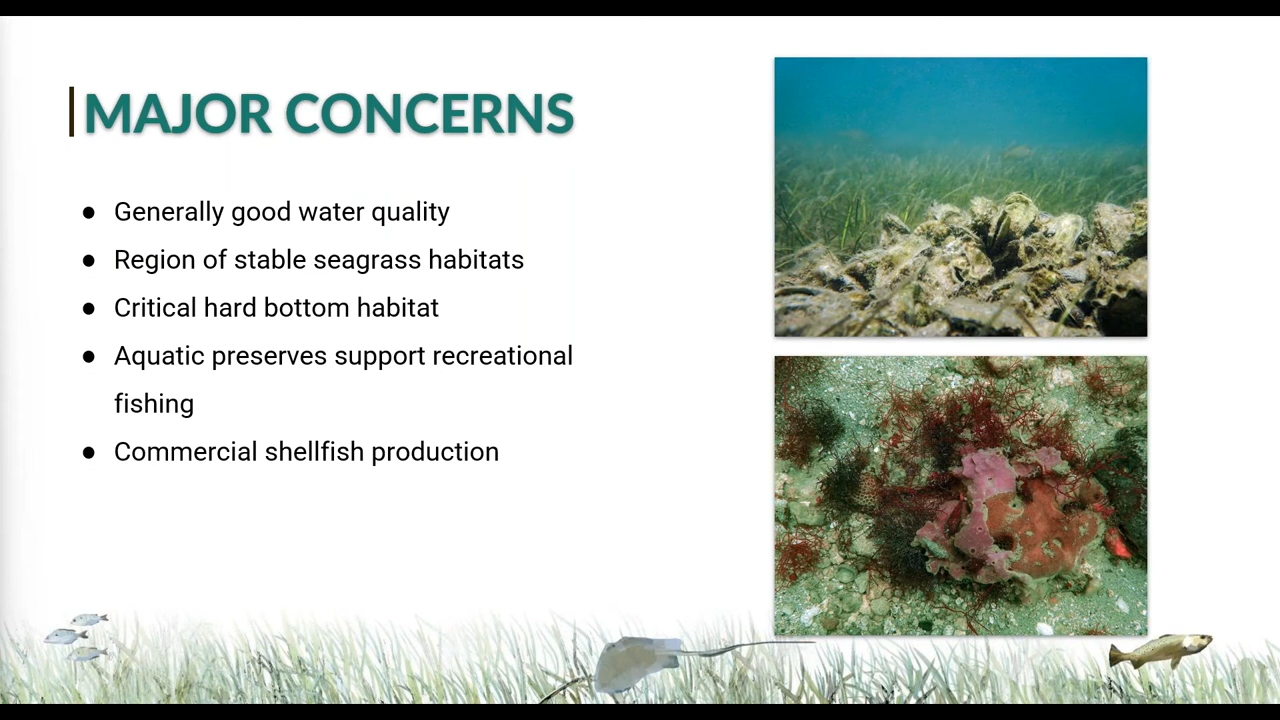 MAJOR CONCERNS
● Generally good water quality
● Region of stable seagrass habitats
● Critical hard bottom habitat
● Aquatic preserves support recreational
fishing
● Commercial shellfish production